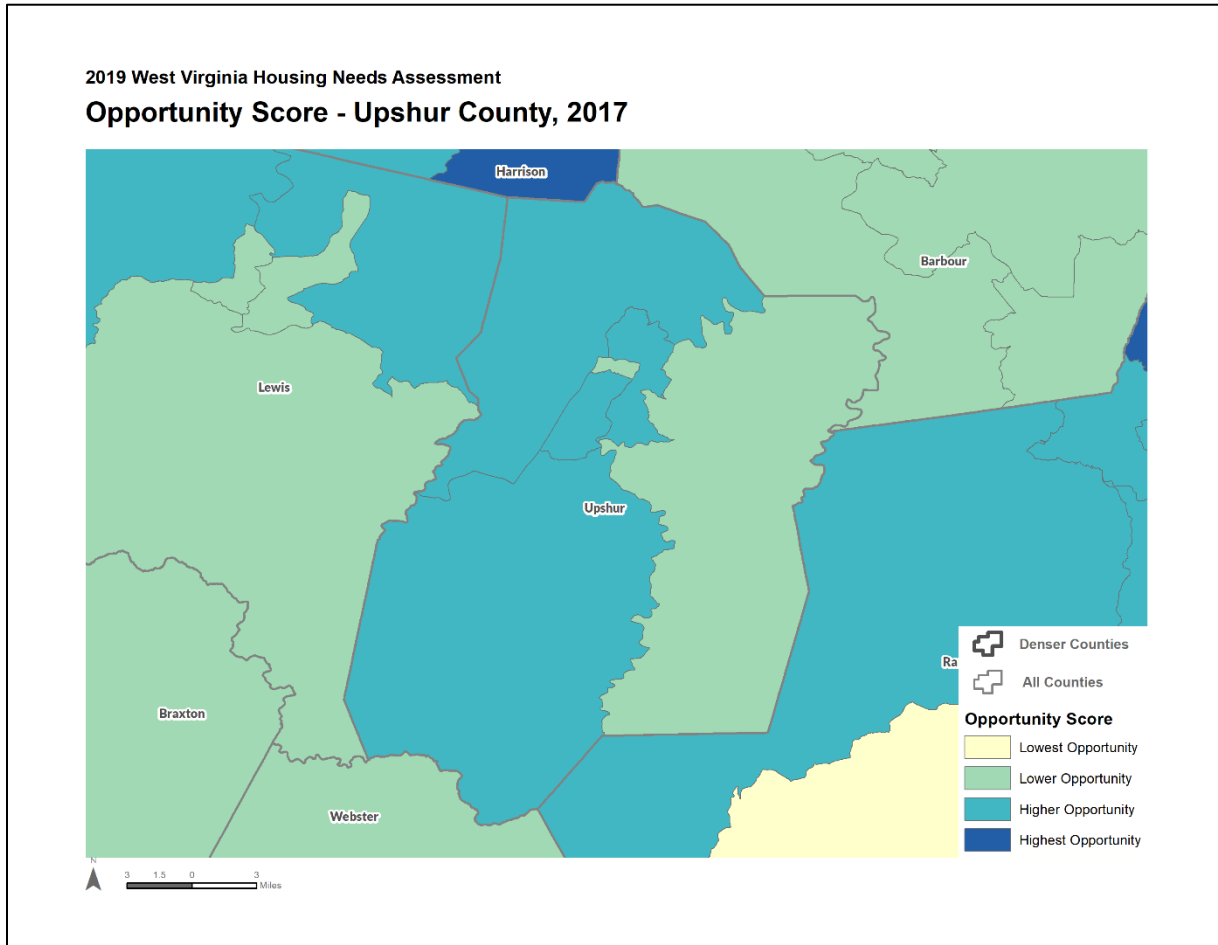 2019 West Virginia Housing Needs Assessment
Opportunity Score - Upshur County, 2017
Harrison
Barbour
Lewis
Upshur
Ra
Braxton
Webster
Denser Counties
All Counties
Opportunity Score
Lowest Opportunity
Lower Opportunity
Higher Opportunity
Highest Opportunity
N
3 1.5 0 3
Miles